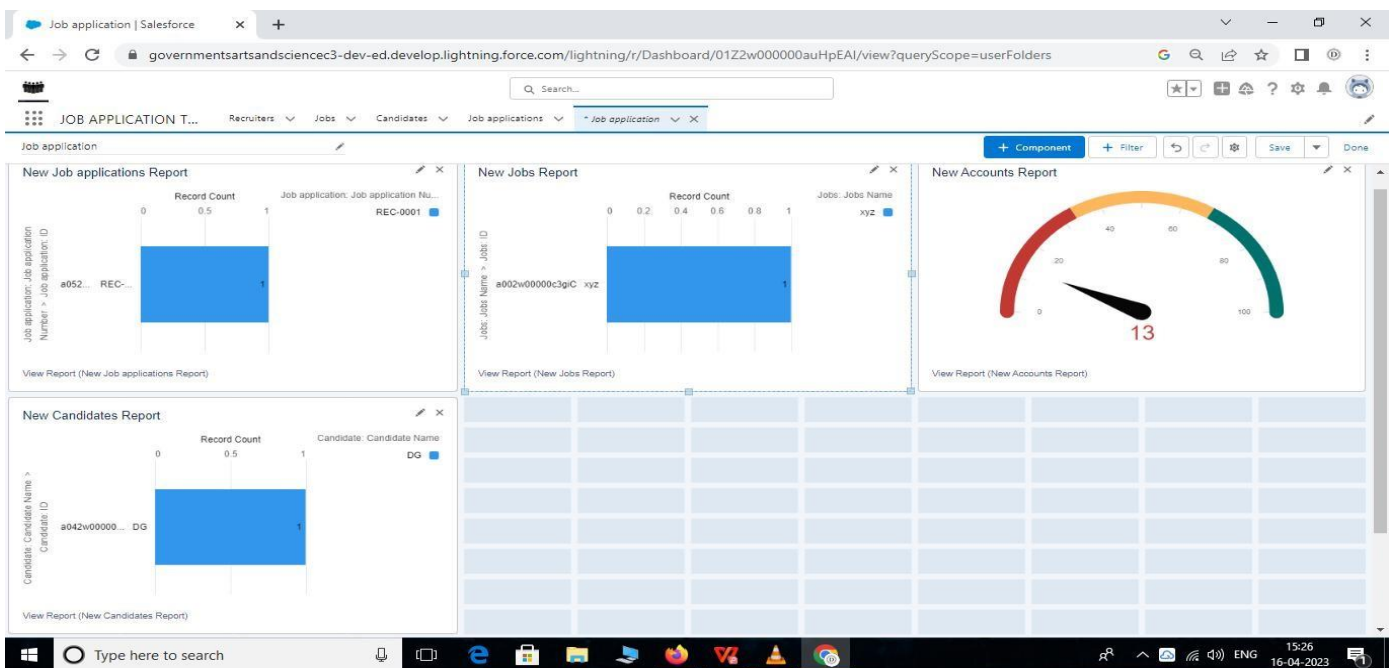 Job application | Salesforce
governmentsartsandsciencec3-dev-ed.develop.lightning.force.com/lightning/r/Dashboard/01Z2w000000auHpEAI/view?queryScope=userFolders
Search...
JOB APPLICATION T... Recruiters Jobs Candidates Job applications * Job application
Job application + Component + Filter Save Done
New Job applications Report
Record Count
Job application: Job application Nu...
0 0.5 1
REC-0001
Job application: Job application
Number > Job application: ID
a052... REC-...
1
View Report (New Job applications Report)
New Jobs Report
Record Count
Jobs: Jobs Name
0 0.2 0.4 0.6 0.8 1
xyz
Jobs: Jobs Name > Jobs: ID
a002w00000c3giC xyz
1
View Report (New Jobs Report)
New Accounts Report
0 20 40 60 80 100
13
View Report (New Accounts Report)
New Candidates Report
Record Count
Candidate: Candidate Name
0 0.5 1
DG
Candidate: Candidate Name >
Candidate: ID
a042w00000... DG
1
View Report (New Candidates Report)
Type here to search
ENG
15:26
16-04-2023